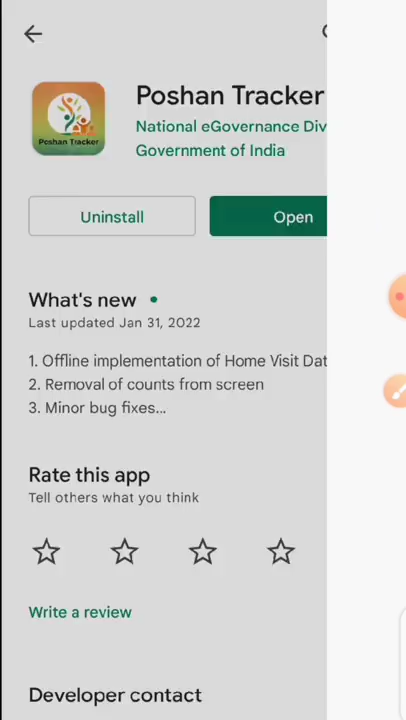 Poshan Tracker
Poshan Tracker
National eGovernance Div
Government of India
Uninstall
Open
What's new
Last updated Jan 31, 2022
1. Offline implementation of Home Visit Dat
2. Removal of counts from screen
3. Minor bug fixes...
Rate this app
Tell others what you think
Write a review
Developer contact